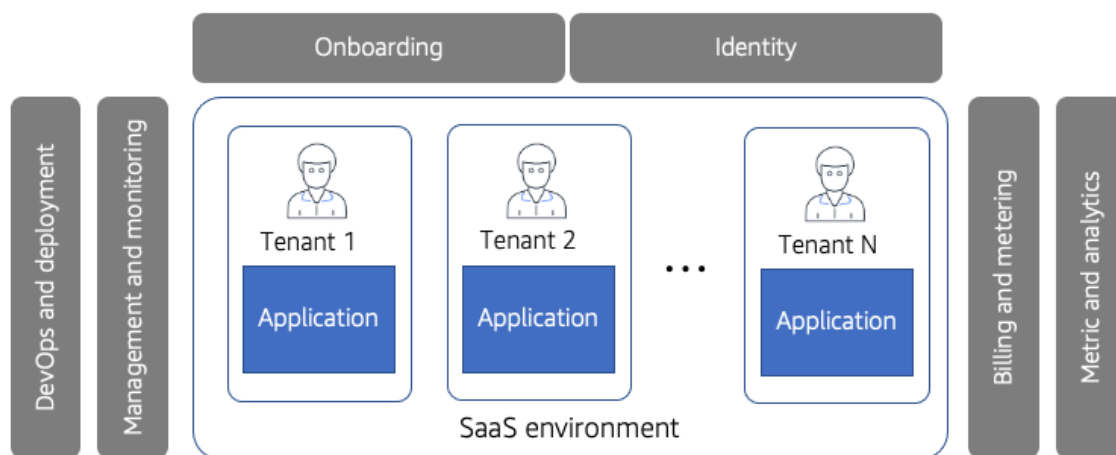 Onboarding
Identity
DevOps and deployment
Management and monitoring
Tenant 1
Application
Tenant 2
Application
...
Tenant N
Application
SaaS environment
Billing and metering
Metric and analytics